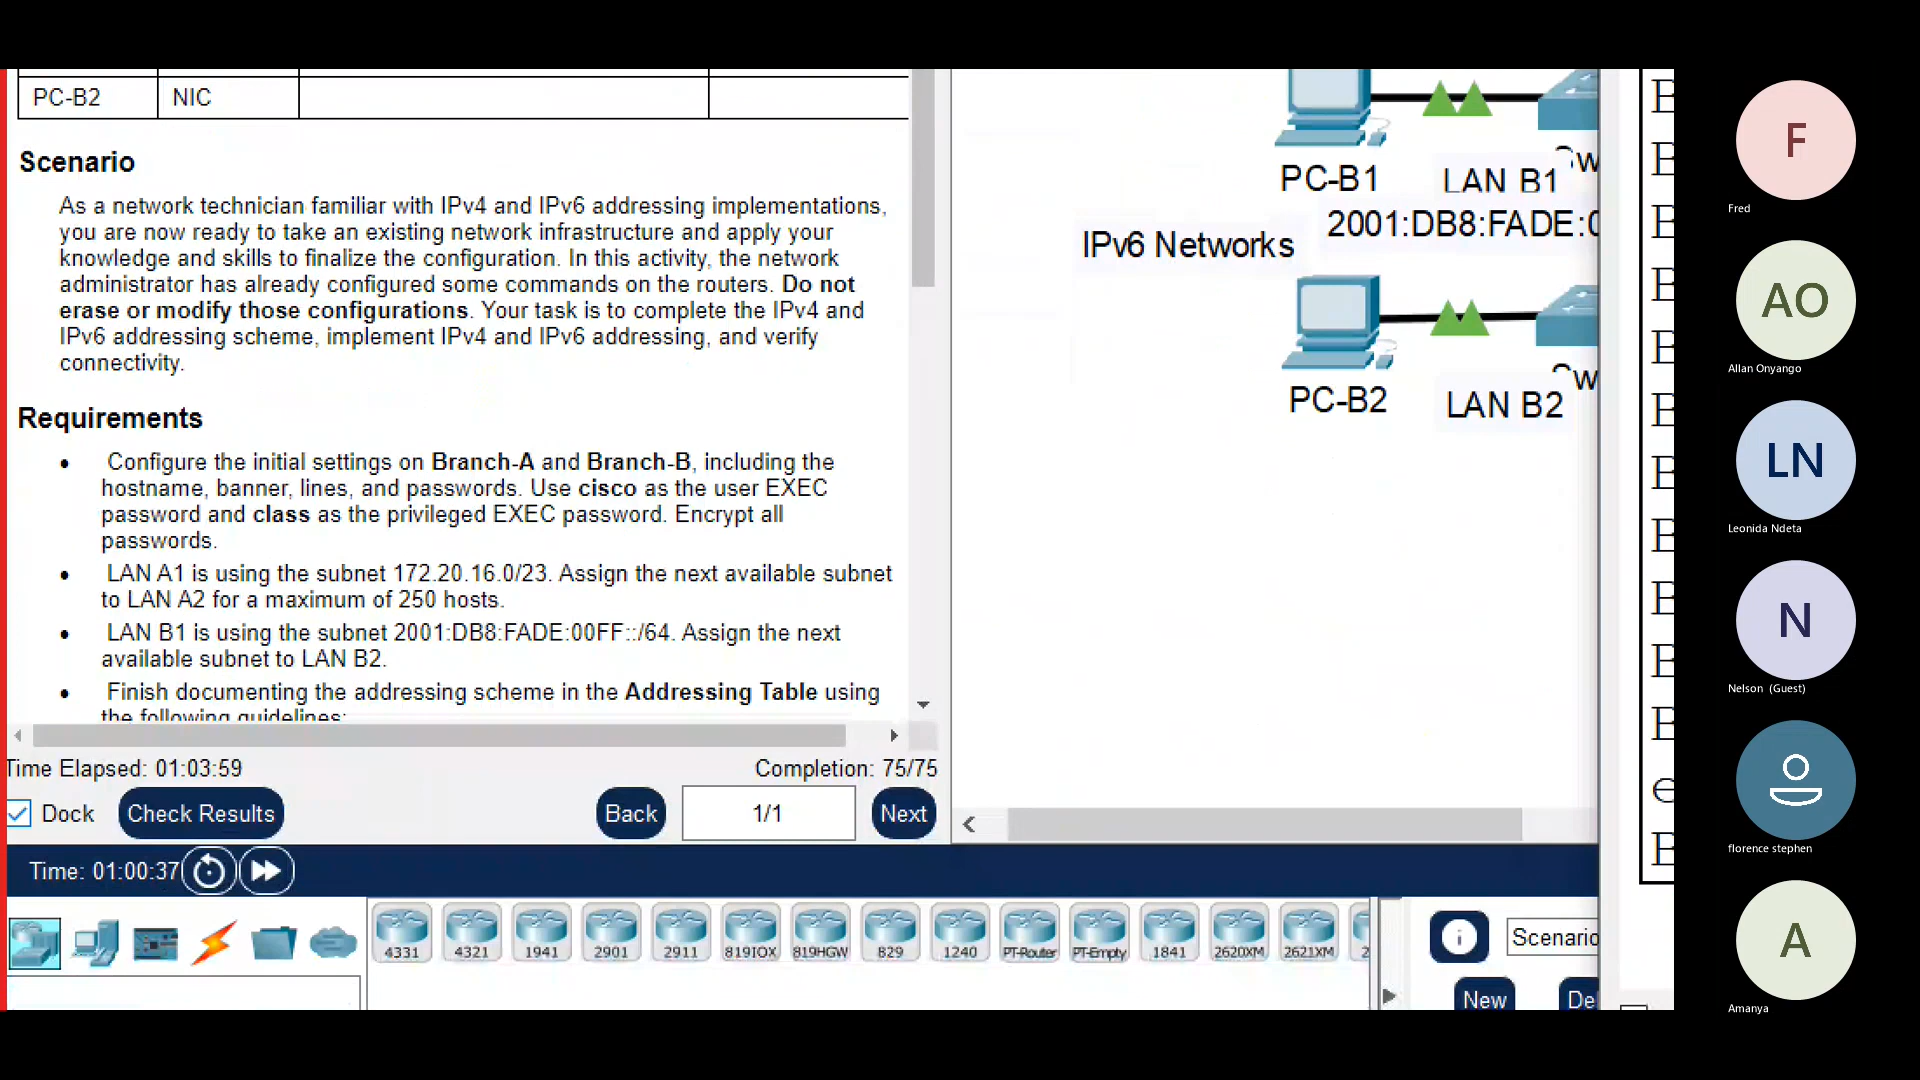 PC-B2 NIC
Scenario
As a network technician familiar with IPv4 and IPv6 addressing implementations,
you are now ready to take an existing network infrastructure and apply your
knowledge and skills to finalize the configuration. In this activity, the network
administrator has already configured some commands on the routers. Do not
erase or modify those configurations. Your task is to complete the IPv4 and
IPv6 addressing scheme, implement IPv4 and IPv6 addressing, and verify
connectivity.
Requirements
Configure the initial settings on Branch-A and Branch-B, including the
hostname, banner, lines, and passwords. Use cisco as the user EXEC
password and class as the privileged EXEC password. Encrypt all
passwords.
LAN A1 is using the subnet 172.20.16.0/23. Assign the next available subnet
to LAN A2 for a maximum of 250 hosts.
LAN B1 is using the subnet 2001:DB8:FADE:00FF::/64. Assign the next
available subnet to LAN B2.
Finish documenting the addressing scheme in the Addressing Table using
the following guidelines:
Time Elapsed: 01:03:59 Completion: 75/75
Dock Check Results Back 1/1 Next
Time: 01:00:37
4331 4321 1941 2901 2911 819IOX 819HGW 829 1240 PT-Router PT-Empty 1841 2620XM 2621XM 2
PC-B1 LAN B1
IPv6 Networks 2001:DB8:FADE:0
PC-B2 LAN B2
Scenario
New Del
F
Fred
AO
Allan Onyango
LN
Leonida Ndeta
N
Nelson (Guest)
florence stephen
A
Amanya